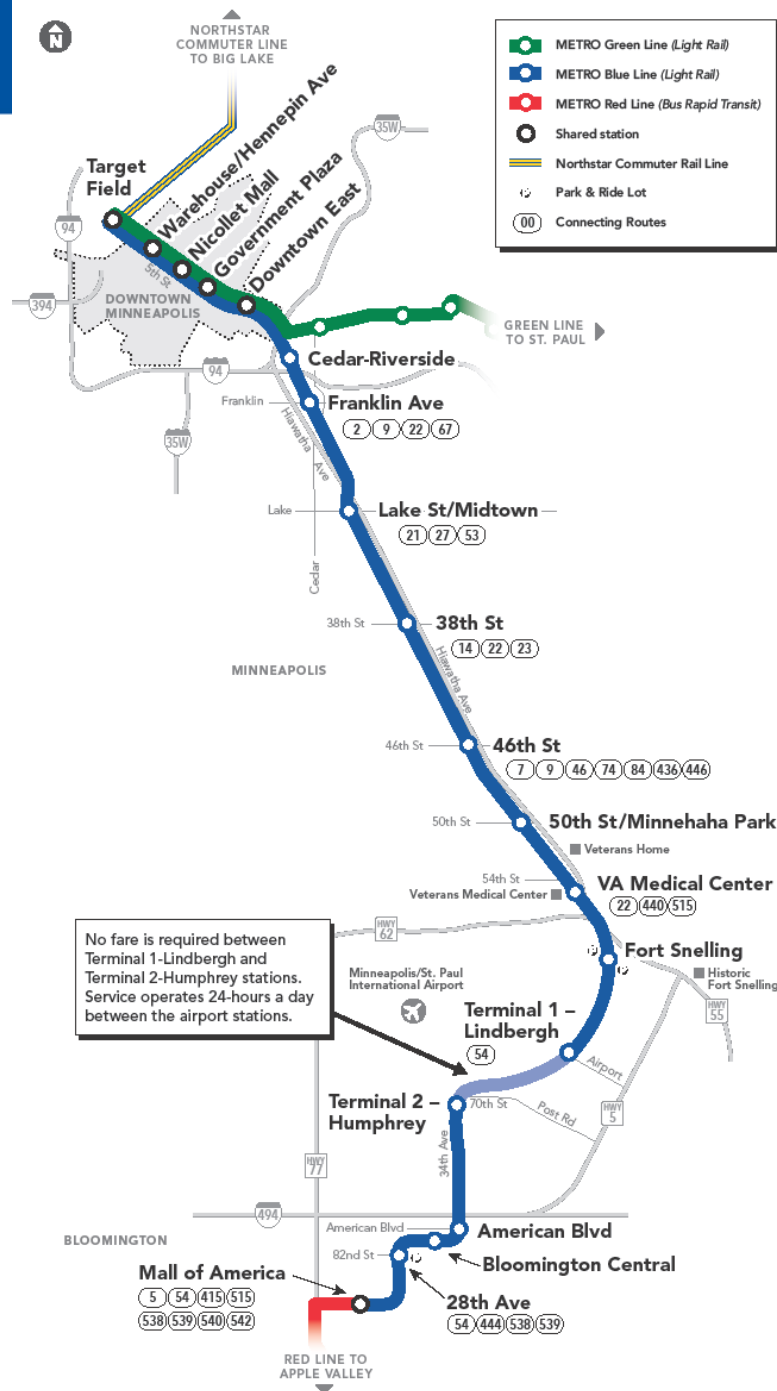 N
NORTHSTAR
COMMUTER LINE
TO BIG LAKE
METRO Green Line (Light Rail)
METRO Blue Line (Light Rail)
METRO Red Line (Bus Rapid Transit)
Shared station
Northstar Commuter Rail Line
Park & Ride Lot
00 Connecting Routes
35W
Target
Field
Warehouse/Hennepin Ave
Nicollet Mall
Government Plaza
Downtown East
94
5th St
394
DOWNTOWN
MINNEAPOLIS
GREEN LINE
TO ST. PAUL
Cedar-Riverside
94
Franklin
Franklin Ave
2 9 22 67
35W
Hiawatha Ave
Lake
Lake St/Midtown
21 27 53
Cedar
38th St
38th St
14 22 23
MINNEAPOLIS
Hiawatha Ave
46th St
46th St
7 9 46 74 84 436 446
50th St
50th St/Minnehaha Park
Veterans Home
54th St
VA Medical Center
Veterans Medical Center
22 440 515
HWY
62
No fare is required between
Terminal 1-Lindbergh and
Terminal 2-Humphrey stations.
Service operates 24-hours a day
between the airport stations.
Fort Snelling
Minneapolis/St. Paul
International Airport
Historic
Fort Snelling
HWY
55
Terminal 1 –
Lindbergh
54
Airport
Terminal 2 –
Humphrey
70th St
Post Rd
HWY
5
34th Ave
HWY
77
494
American Blvd
American Blvd
BLOOMINGTON
82nd St
Bloomington Central
Mall of America
5 54 415 515
538 539 540 542
28th Ave
54 444 538 539
RED LINE TO
APPLE VALLEY